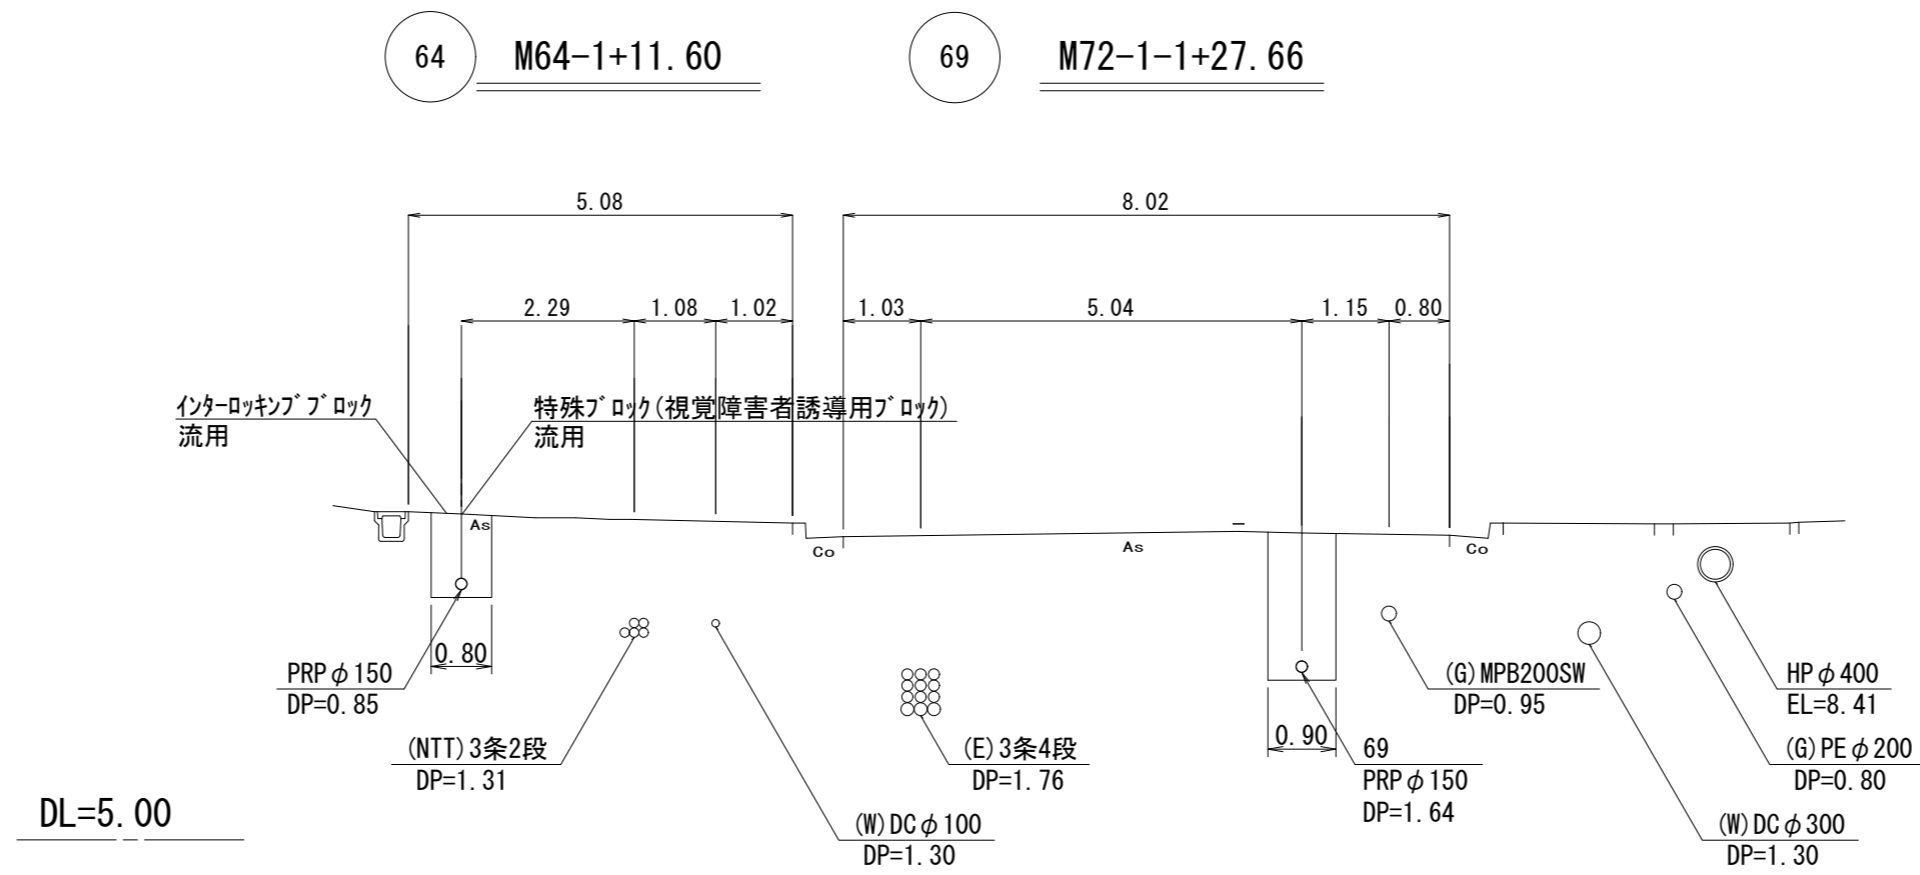 64
M64-1+11.60
69
M72-1-1+27.66
5.08
8.02
2.29
1.08
1.02
1.03
5.04
1.15
0.80
ｲﾝﾀｰﾛｯｷﾝﾌﾞﾌﾞﾛｯｸ
流用
特殊ﾌﾞﾛｯｸ(視覚障害者誘導用ﾌﾞﾛｯｸ)
流用
As
Co
As
Co
0.80
PRPφ150
DP=0.85
(NTT)3条2段
DP=1.31
(W)DCφ100
DP=1.30
(E)3条4段
DP=1.76
0.90
69
PRPφ150
DP=1.64
(G)MPB200SW
DP=0.95
HPφ400
EL=8.41
(G)PEφ200
DP=0.80
(W)DCφ300
DP=1.30
DL=5.00